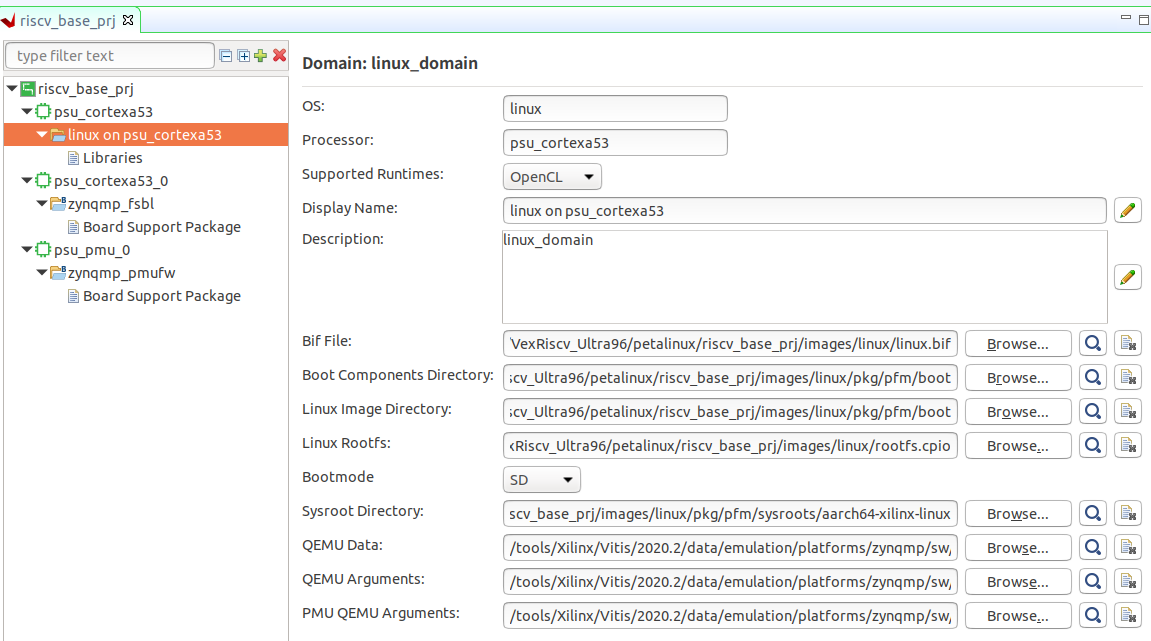 riscv_base_prj
type filter text
riscv_base_prj
psu_cortexa53
linux on psu_cortexa53
Libraries
psu_cortexa53_0
zynqmp_fsbl
Board Support Package
psu_pmu_0
zynqmp_pmufw
Board Support Package
Domain: linux_domain
OS: linux
Processor: psu_cortexa53
Supported Runtimes: OpenCL
Display Name: linux on psu_cortexa53
Description: linux_domain
Bif File: VexRiscv_Ultra96/petalinux/riscv_base_prj/images/linux/linux.bif Browse...
Boot Components Directory: scv_Ultra96/petalinux/riscv_base_prj/images/linux/pkg/pfm/boot Browse...
Linux Image Directory: scv_Ultra96/petalinux/riscv_base_prj/images/linux/pkg/pfm/boot Browse...
Linux Rootfs: xRiscv_Ultra96/petalinux/riscv_base_prj/images/linux/rootfs.cpio Browse...
Bootmode SD
Sysroot Directory: scv_base_prj/images/linux/pkg/pfm/sysroots/aarch64-xilinx-linux Browse...
QEMU Data: /tools/Xilinx/Vitis/2020.2/data/emulation/platforms/zynqmp/sw/ Browse...
QEMU Arguments: /tools/Xilinx/Vitis/2020.2/data/emulation/platforms/zynqmp/sw/ Browse...
PMU QEMU Arguments: /tools/Xilinx/Vitis/2020.2/data/emulation/platforms/zynqmp/sw/ Browse...